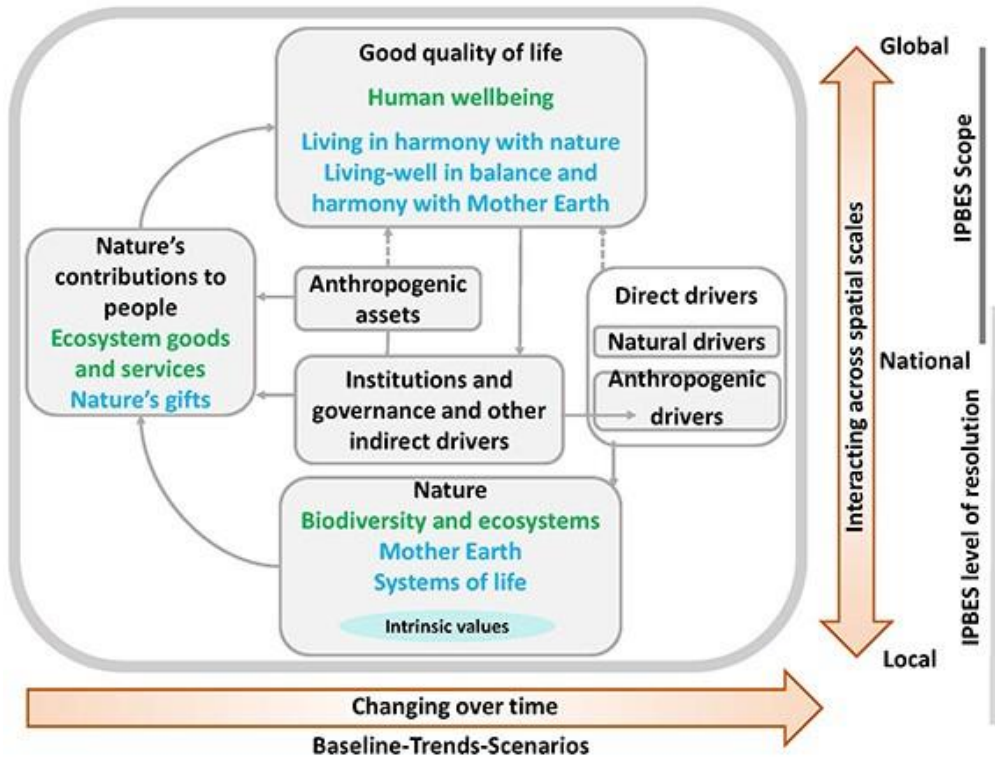 Good quality of life
Human wellbeing
Living in harmony with nature
Living-well in balance and
harmony with Mother Earth
Nature's
contributions to
people
Ecosystem goods
and services
Nature's gifts
Anthropogenic
assets
Institutions and
governance and other
indirect drivers
Direct drivers
Natural drivers
Anthropogenic
drivers
Nature
Biodiversity and ecosystems
Mother Earth
Systems of life
Intrinsic values
Global
National
Local
Interacting across spatial scales
IPBES Scope
IPBES level of resolution
Changing over time
Baseline-Trends-Scenarios